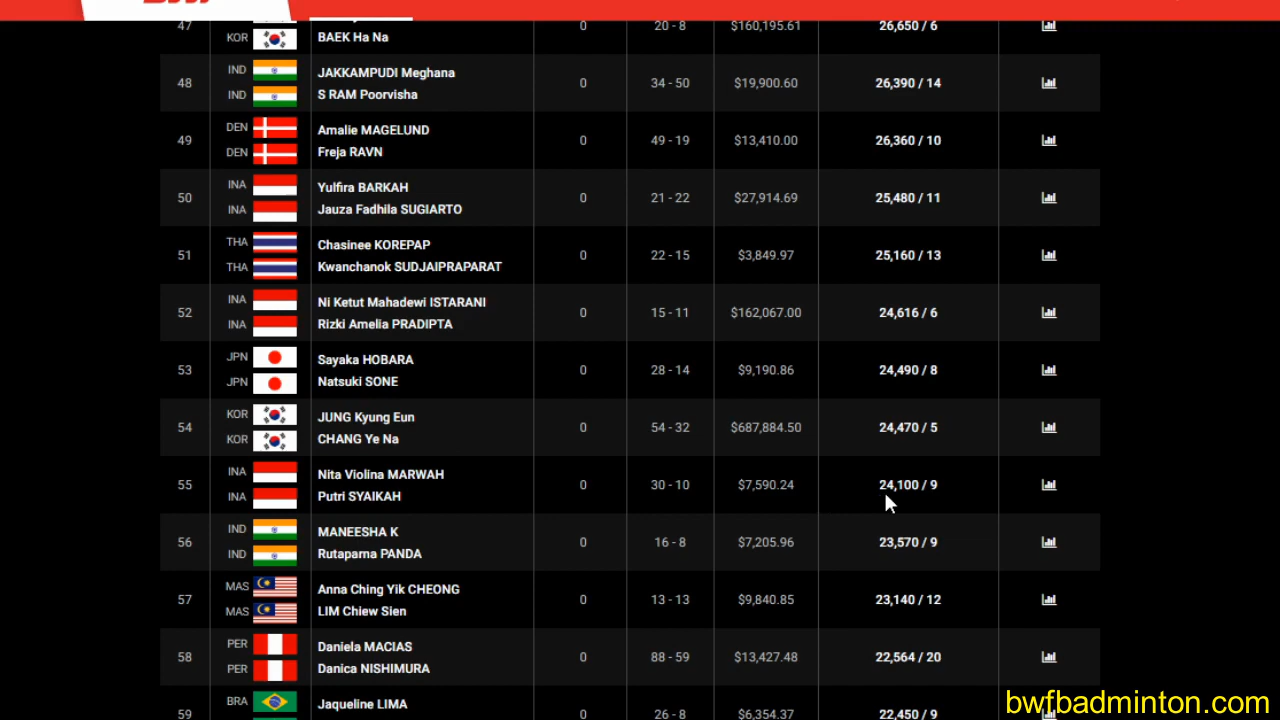 47 0 20 - 8 $160,195.61 26,650 / 6
KOR BAEK Ha Na
IND JAKKAMPUDI Meghana
48 0 34 - 50 $19,900.60 26,390 / 14
IND S RAM Poorvisha
DEN Amalie MAGELUND
49 0 49 - 19 $13,410.00 26,360 / 10
DEN Freja RAVN
INA Yulfira BARKAH
50 0 21 - 22 $27,914.69 25,480 / 11
INA Jauza Fadhila SUGIARTO
THA Chasinee KOREPAP
51 0 22 - 15 $3,849.97 25,160 / 13
THA Kwanchanok SUDJAIPRAPARAT
INA Ni Ketut Mahadewi ISTARANI
52 0 15 - 11 $162,067.00 24,616 / 6
INA Rizki Amelia PRADIPTA
JPN Sayaka HOBARA
53 0 28 - 14 $9,190.86 24,490 / 8
JPN Natsuki SONE
KOR JUNG Kyung Eun
54 0 54 - 32 $687,884.50 24,470 / 5
KOR CHANG Ye Na
INA Nita Violina MARWAH
55 0 30 - 10 $7,590.24 24,100 / 9
INA Putri SYAIKAH
IND MANEESHA K
56 0 16 - 8 $7,205.96 23,570 / 9
IND Rutaparna PANDA
MAS Anna Ching Yik CHEONG
57 0 13 - 13 $9,840.85 23,140 / 12
MAS LIM Chiew Sien
PER Daniela MACIAS
58 0 88 - 59 $13,427.48 22,564 / 20
PER Danica NISHIMURA
BRA Jaqueline LIMA
59 0 26 - 8 $6,354.37 22,450 / 9
bwfbadminton.com